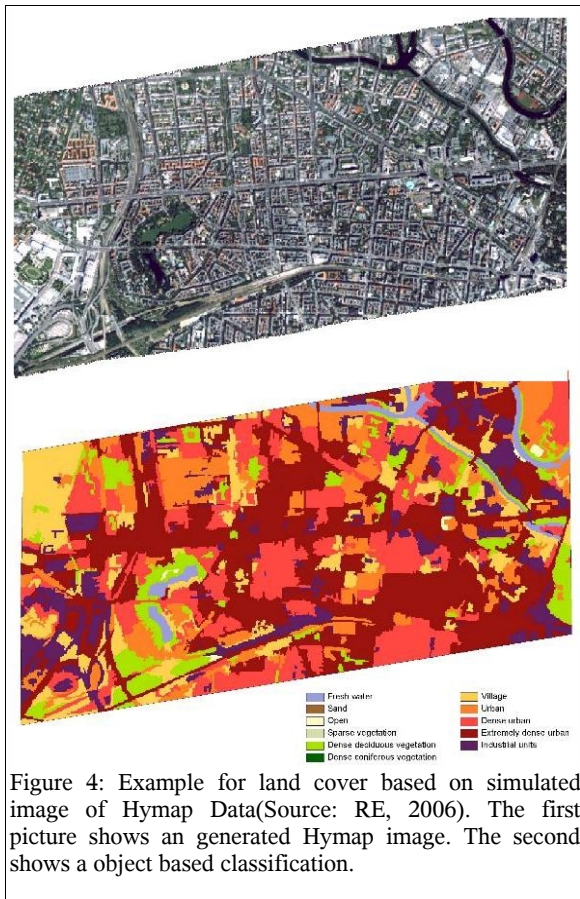 Fresh water
Sand
Open
Sparse vegetation
Dense deciduous vegetation
Dense coniferous vegetation
Village
Urban
Dense urban
Extremely dense urban
Industrial units
Figure 4: Example for land cover based on simulated
image of Hymap Data(Source: RE, 2006). The first
picture shows an generated Hymap image. The second
shows a object based classification.